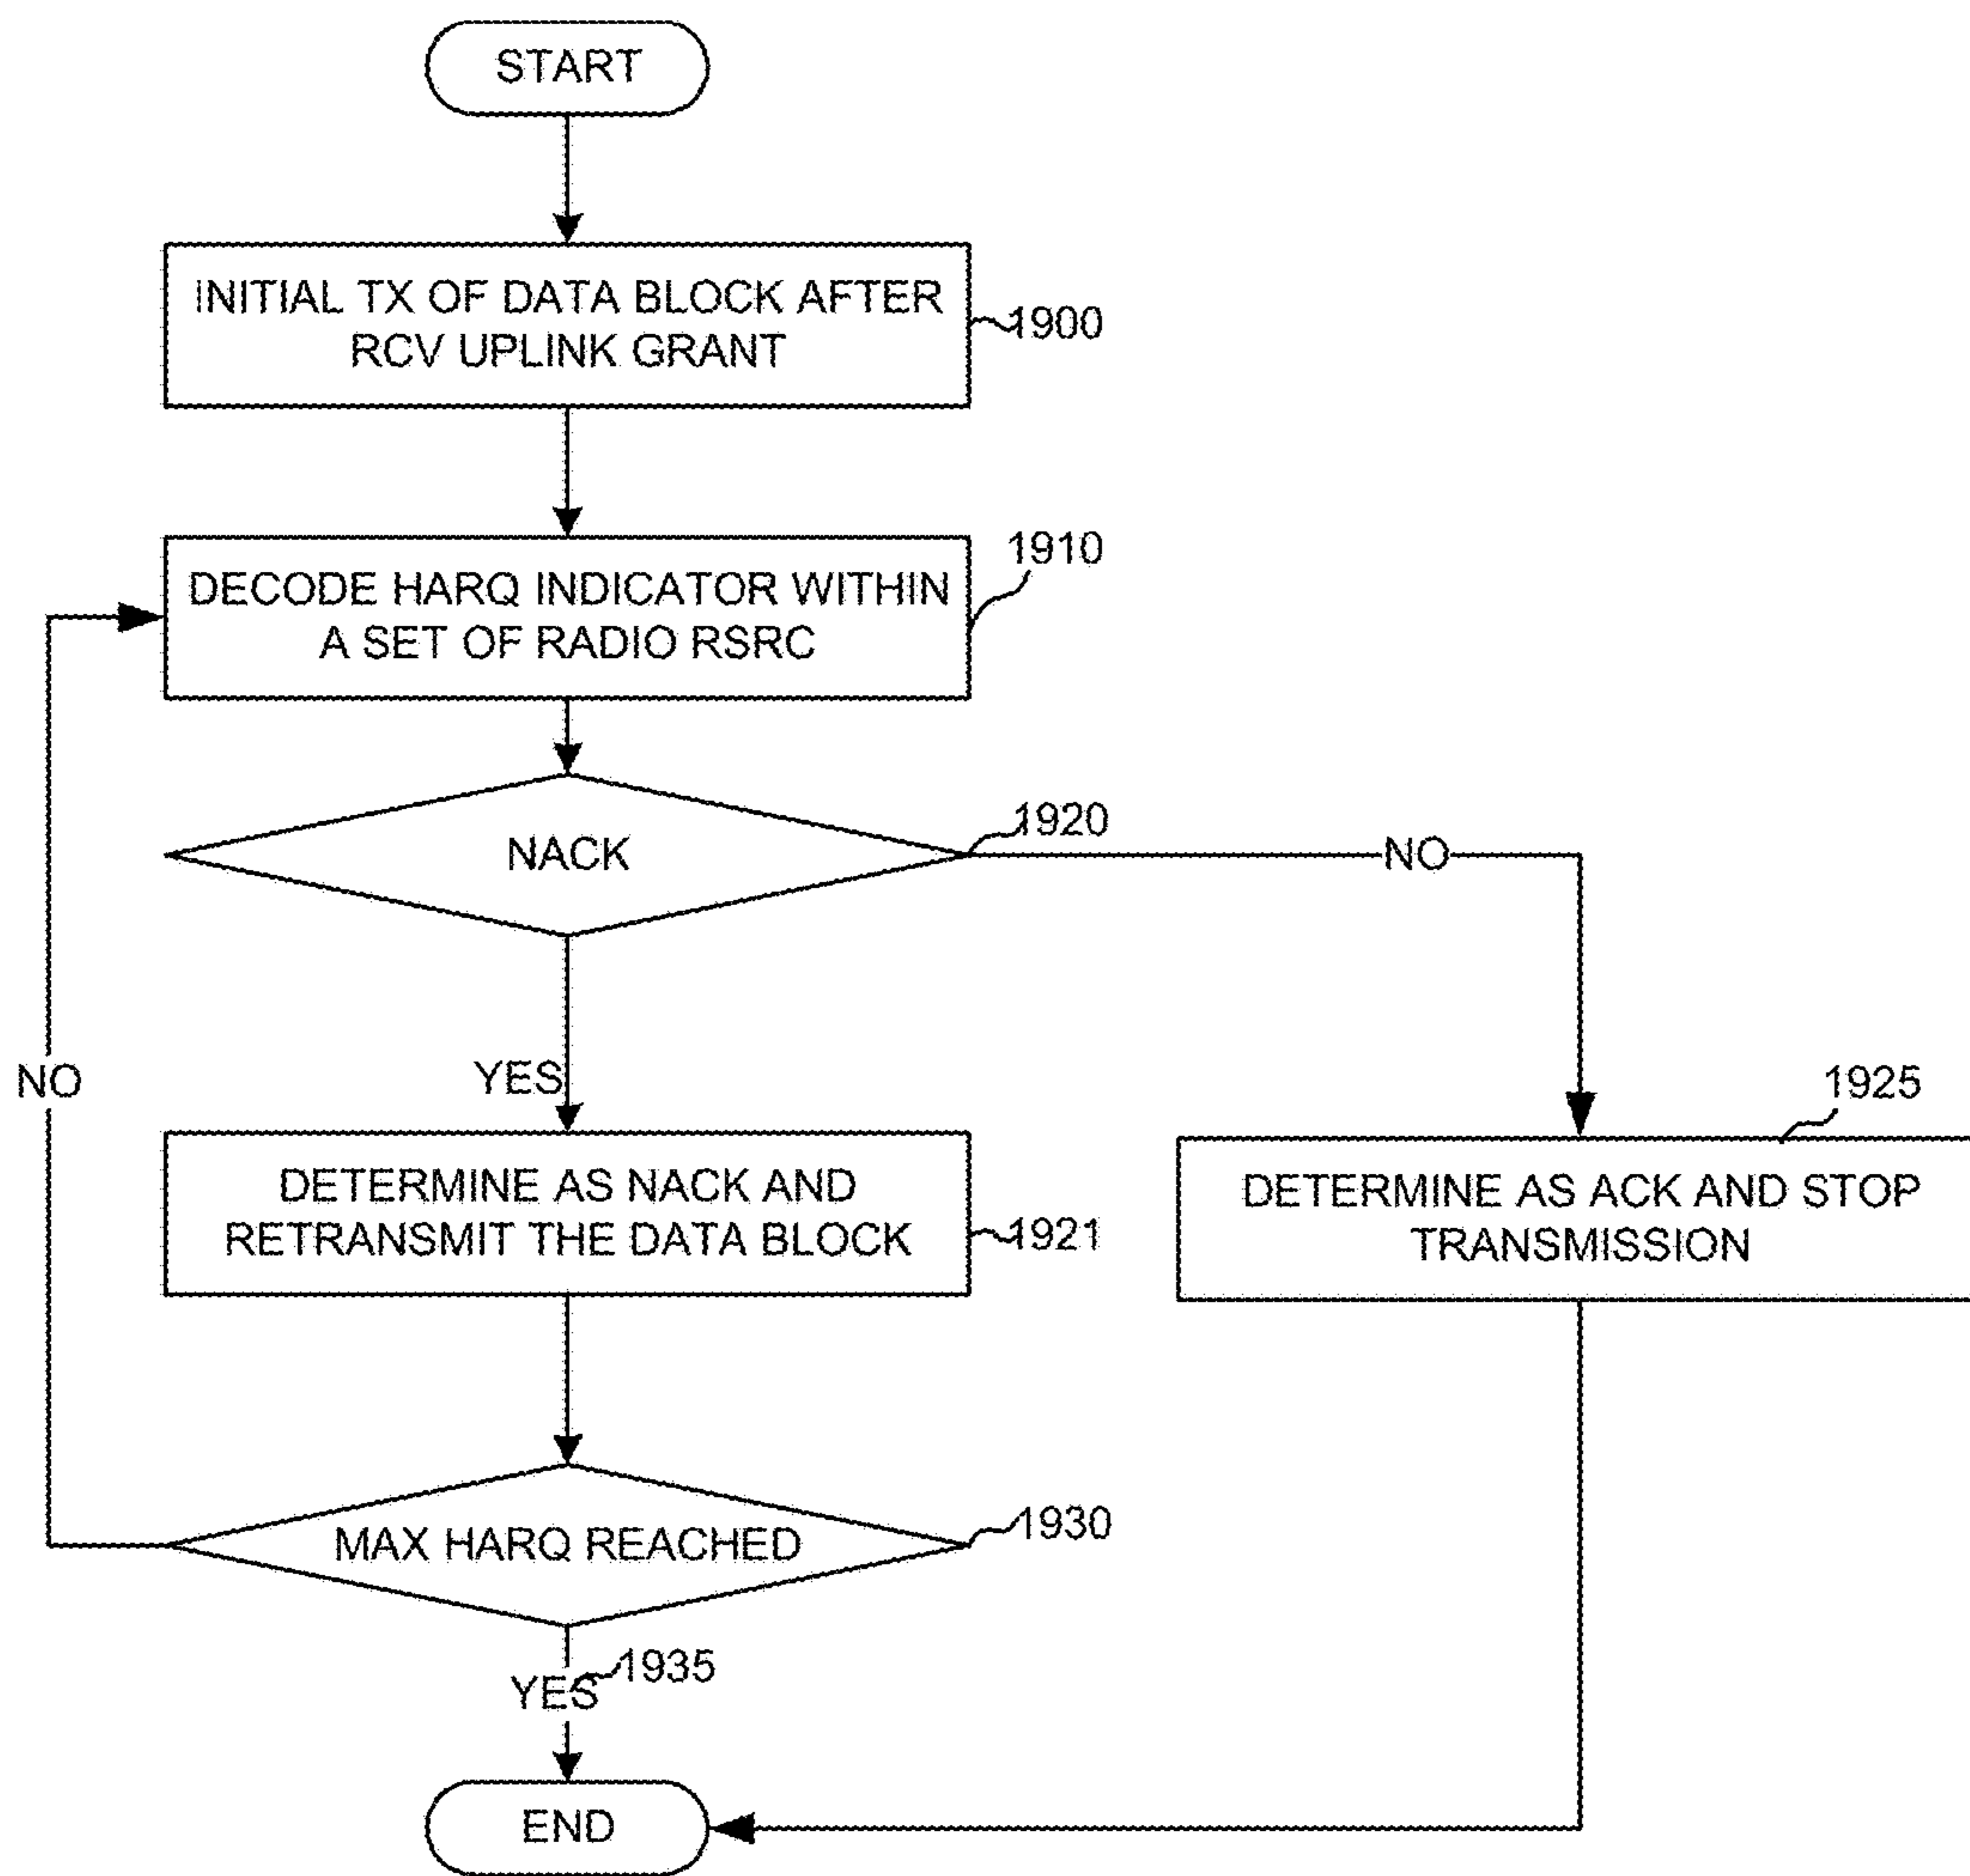 START
INITIAL TX OF DATA BLOCK AFTER
RCV UPLINK GRANT
1900
DECODE HARQ INDICATOR WITHIN
A SET OF RADIO RSRC
1910
NACK
1920
NO
YES
NO
DETERMINE AS NACK AND
RETRANSMIT THE DATA BLOCK
1921
1925
DETERMINE AS ACK AND STOP
TRANSMISSION
MAX HARQ REACHED
1930
1935
YES
END